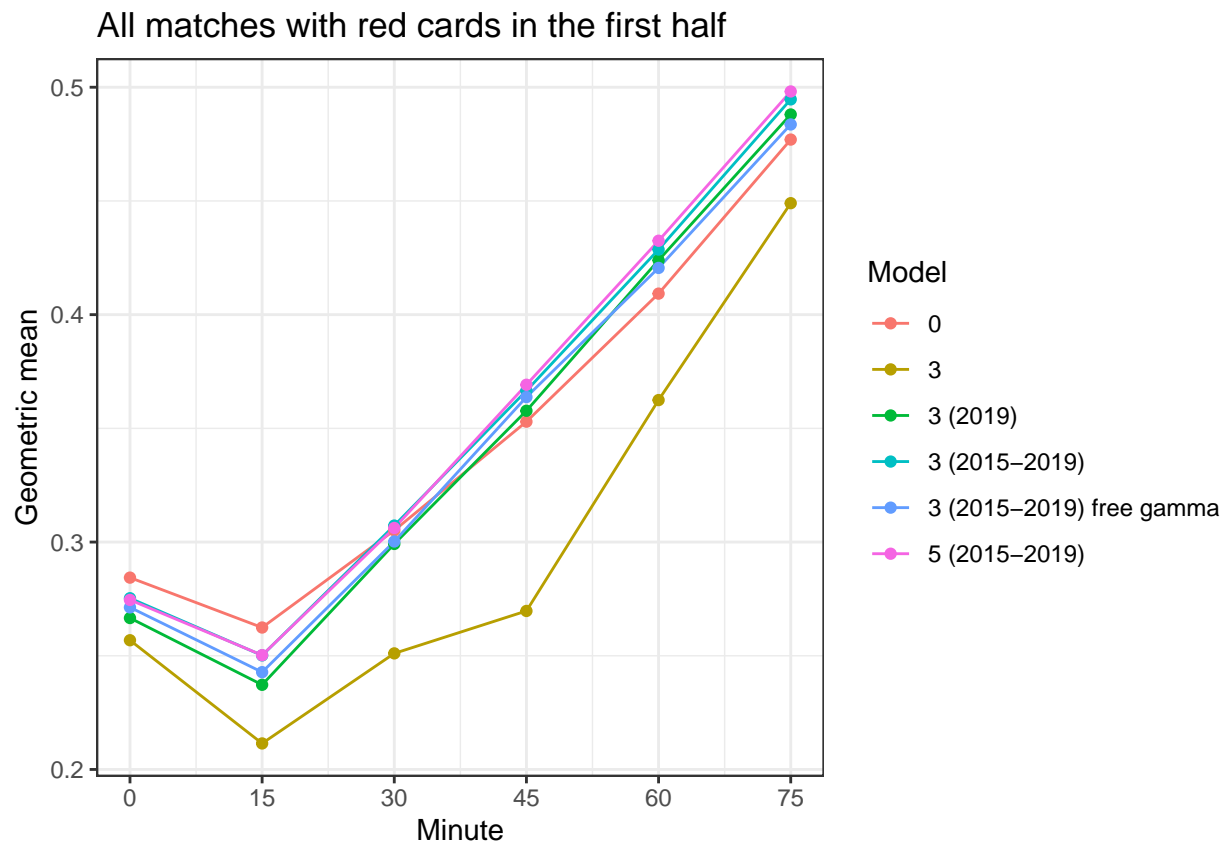 All matches with red cards in the first half
0.5
0.4
0.3
0.2
Geometric mean
0 15 30 45 60 75
Minute
Model
0
3
3 (2019)
3 (2015−2019)
3 (2015−2019) free gamma
5 (2015−2019)